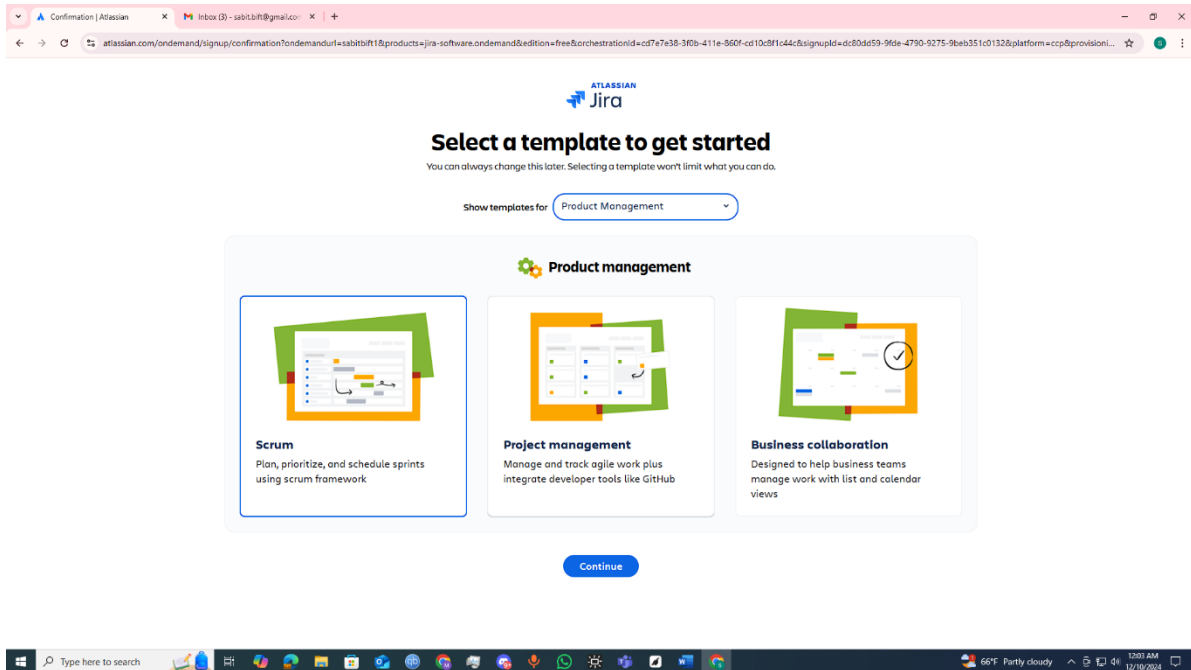 Confirmation | Atlassian
Inbox (3) - sabit.bift@gmail.co
atlassian.com/ondemand/signup/confirmation?ondemandurl=sabitbift1&products=jira-software.ondemand&edition=free&orchestrationId=cd7e7e38-3f0b-411e-860f-cd10c8f1c44c&signupId=dc80dd59-9fde-4790-9275-9beb351c0132&platform=ccp&provisioni...
S
ATLASSIAN
Jira
Select a template to get started
You can always change this later. Selecting a template won't limit what you can do.
Show templates for Product Management
Product management
Scrum
Plan, prioritize, and schedule sprints
using scrum framework
Project management
Manage and track agile work plus
integrate developer tools like GitHub
Business collaboration
Designed to help business teams
manage work with list and calendar
views
Continue
Type here to search
66°F Partly cloudy
12:03 AM
12/10/2024